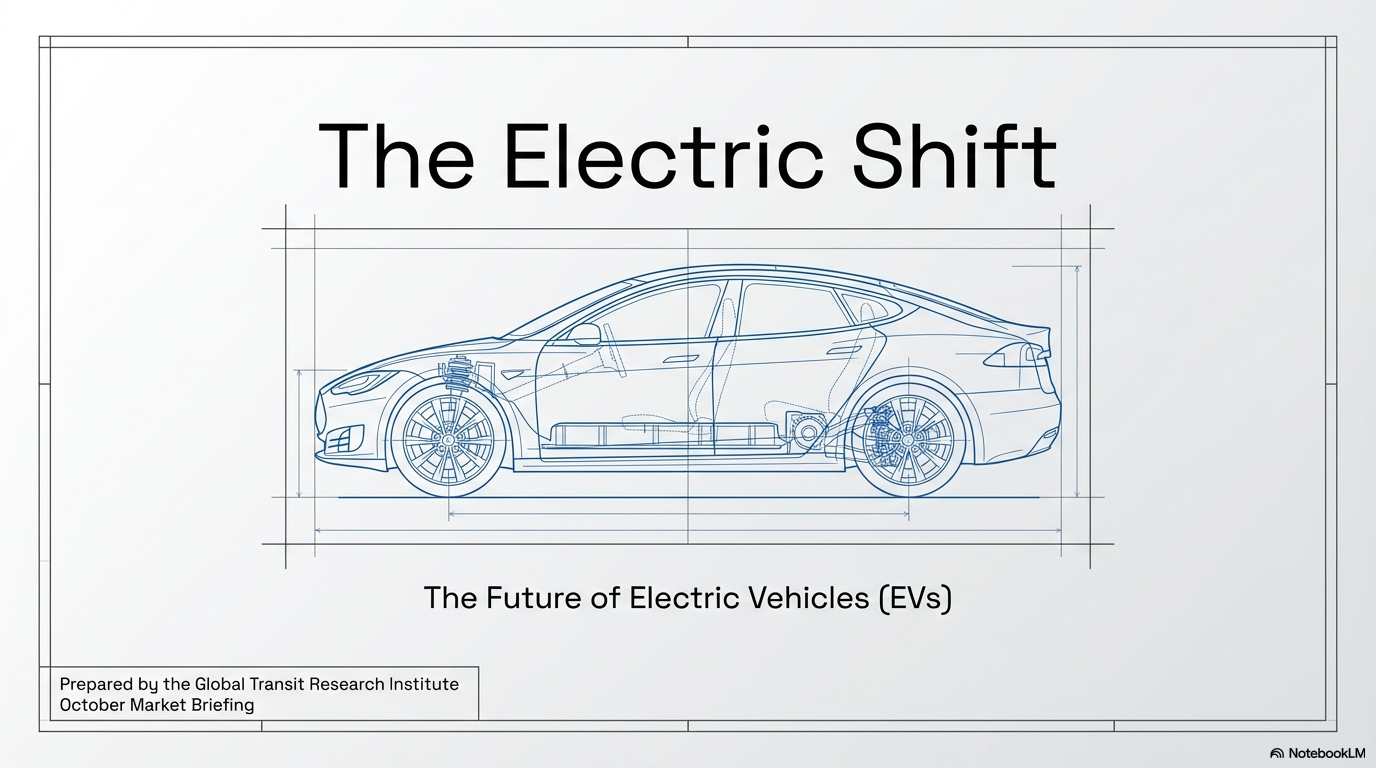 The Electric Shift
The Future of Electric Vehicles (EVs)
Prepared by the Global Transit Research Institute
October Market Briefing
NotebookLM